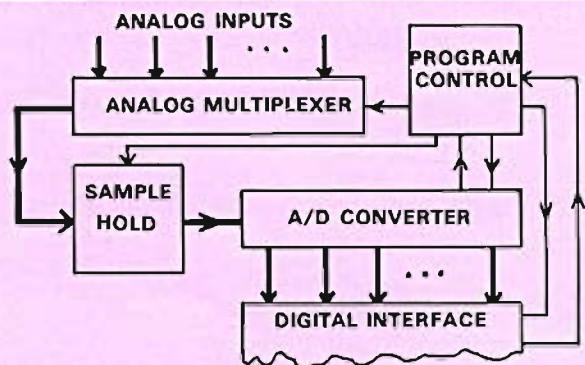 ANALOG INPUTS
PROGRAM
CONTROL
ANALOG MULTIPLEXER
SAMPLE
HOLD
A/D CONVERTER
DIGITAL INTERFACE